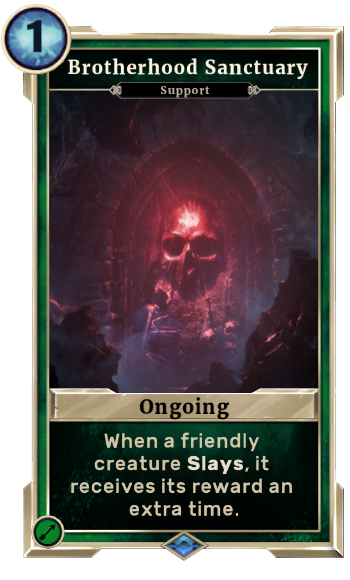 1
Brotherhood Sanctuary
Support
Ongoing
When a friendly
creature Slays, it
receives its reward an
extra time.